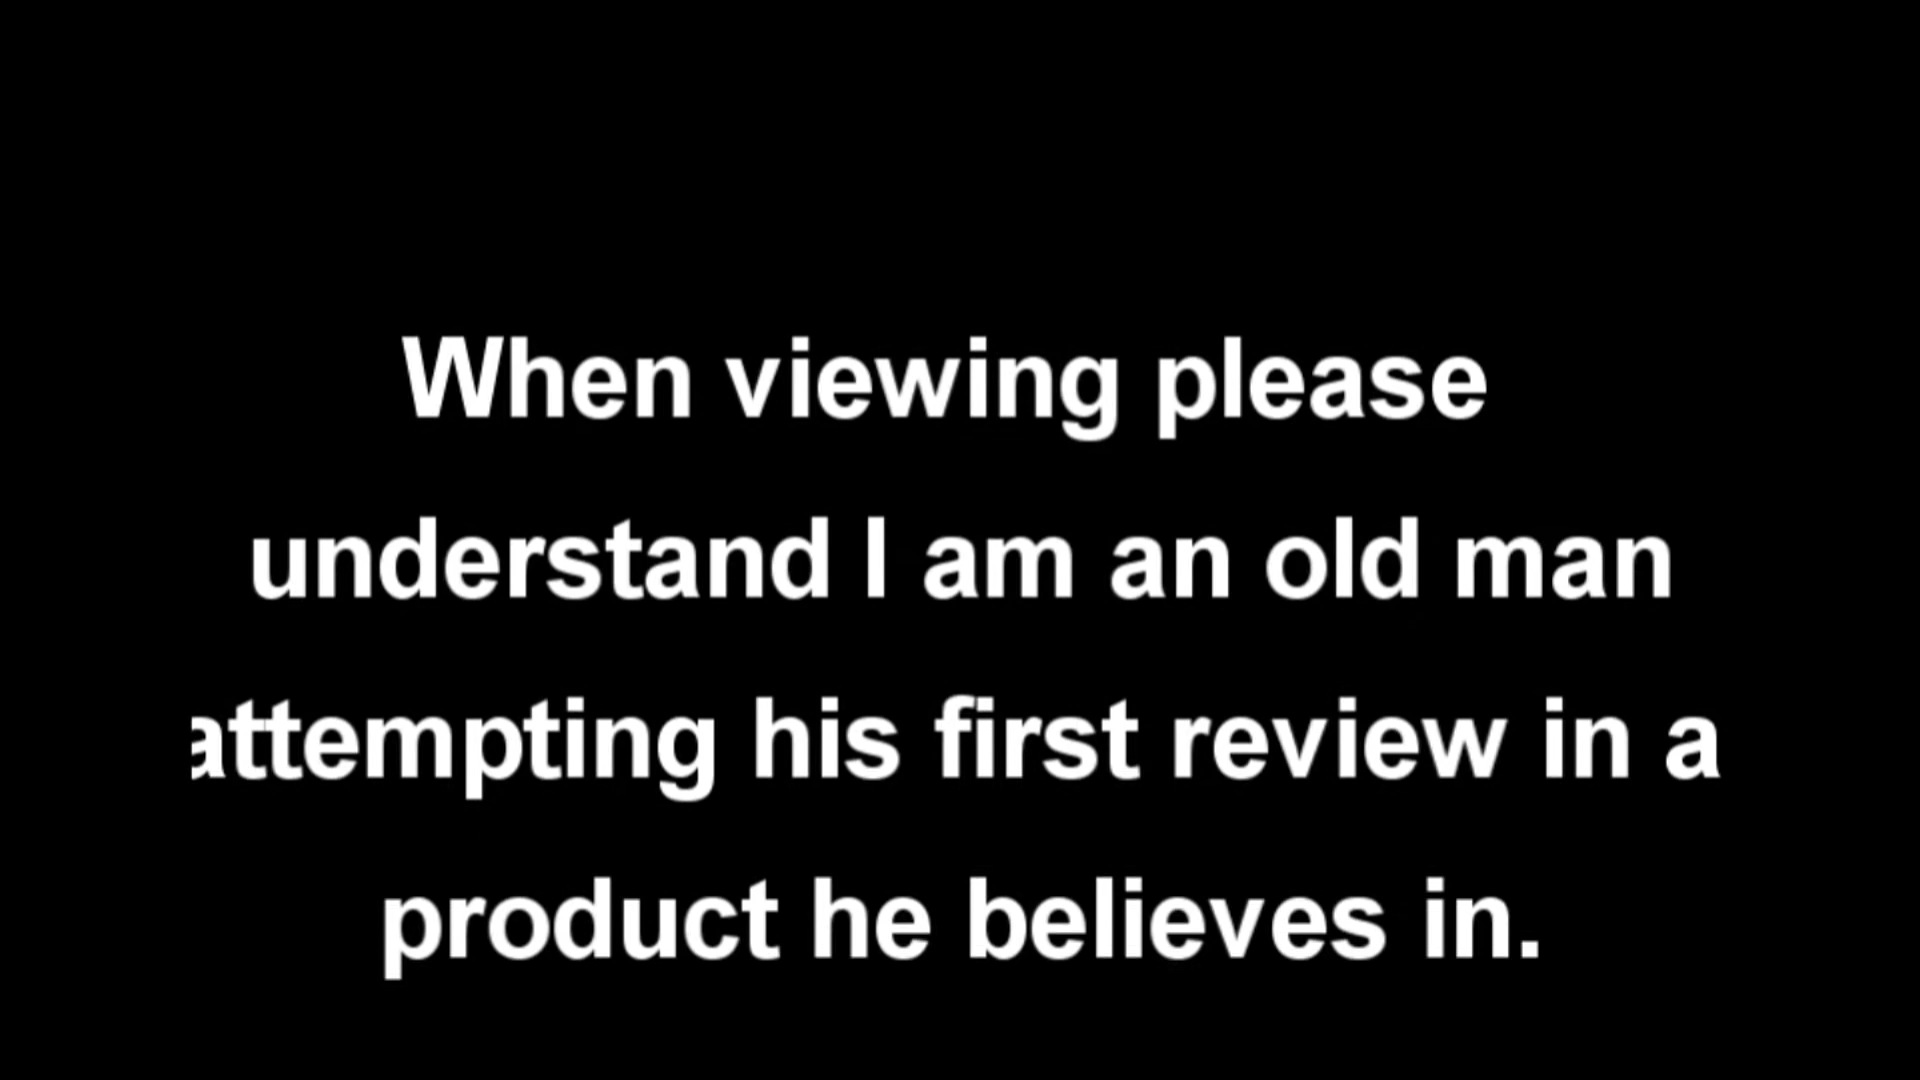 When viewing please
understand I am an old man
attempting his first review in a
product he believes in.